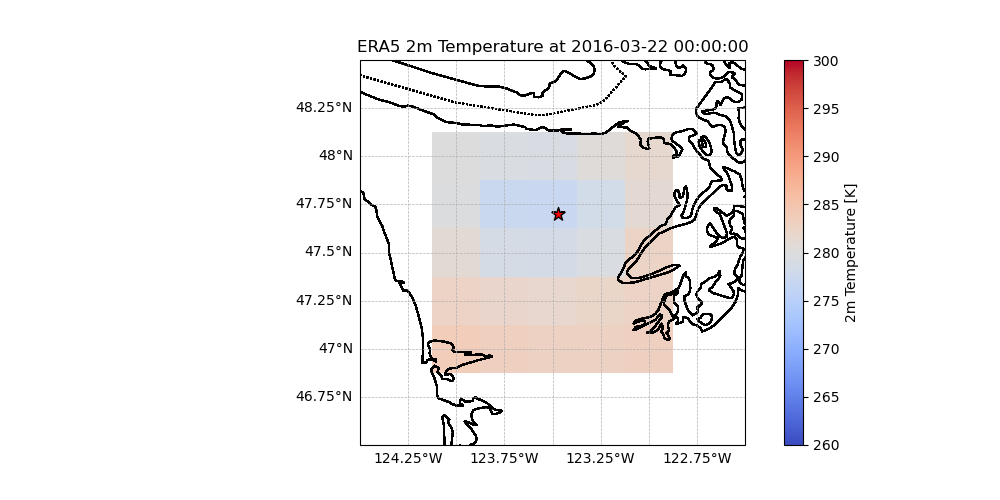 ERA5 2m Temperature at 2016-03-22 00:00:00
48.25°N
48°N
47.75°N
47.5°N
47.25°N
47°N
46.75°N
124.25°W 123.75°W 123.25°W 122.75°W
300
295
290
285
280
275
270
265
260
2m Temperature [K]